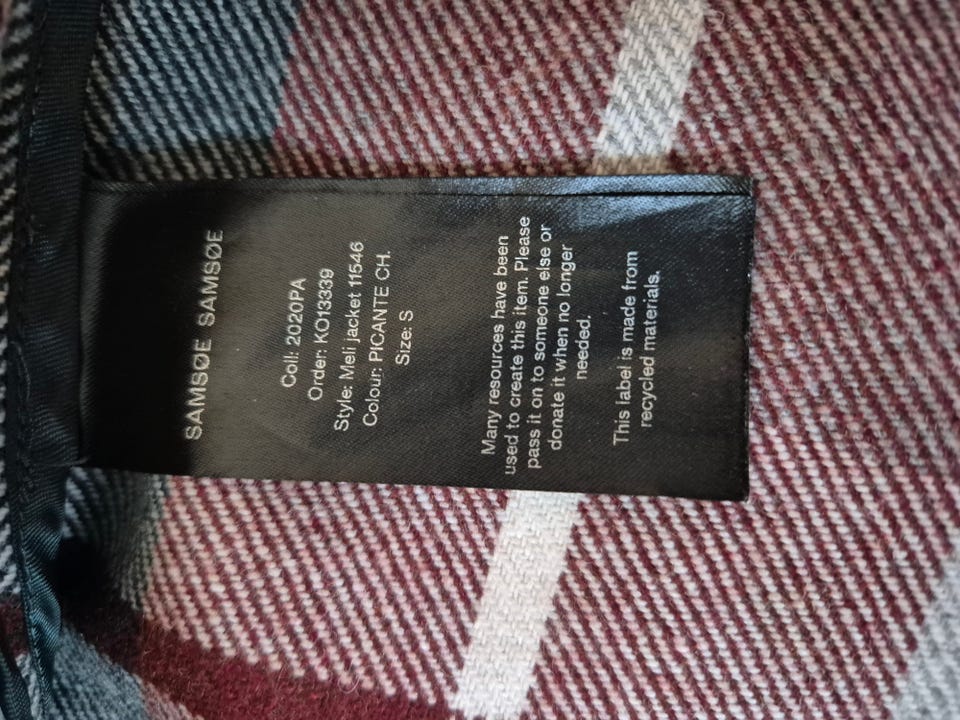 SAMSØE SAMSØE
Coll: 2020PA
Order: KO13339
Style: Meli jacket 11546
Colour: PICANTE CH.
Size: S
Many resources have been
used to create this item. Please
pass it on to someone else or
donate it when no longer
needed.
This label is made from
recycled materials.